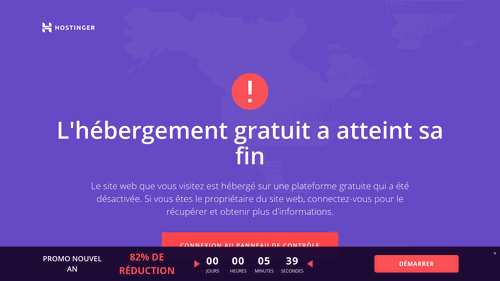 HOSTINGER
L'hébergement gratuit a atteint sa
fin
Le site web que vous visitez est hébergé sur une plateforme gratuite qui a été
désactivée. Si vous êtes le propriétaire du site web, connectez-vous pour le
récupérer et obtenir plus d'informations.
CONNEXION AU PANNEAU DE CONTRÔLE
PROMO NOUVEL
AN
82% DE
RÉDUCTION
00 00 05 39
JOURS HEURES MINUTES SECONDES
DÉMARRER